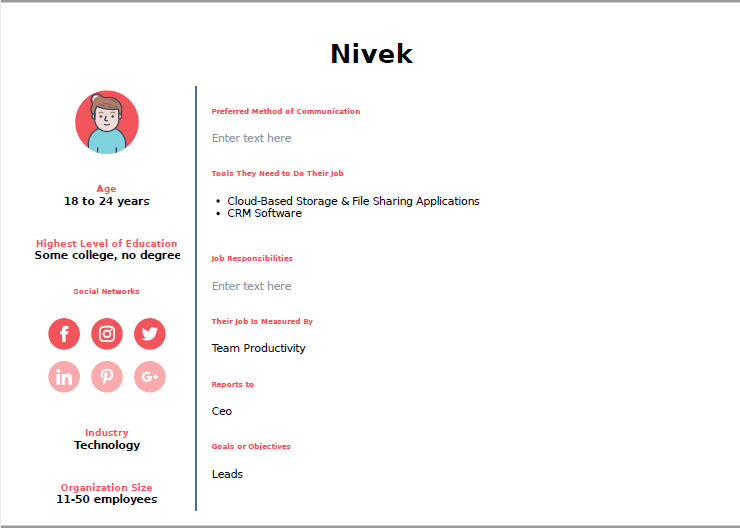 Nivek
Age
18 to 24 years
Highest Level of Education
Some college, no degree
Social Networks
f
in
G+
Industry
Technology
Organization Size
11-50 employees
Preferred Method of Communication
Enter text here
Tools They Need to Do Their Job
• Cloud-Based Storage & File Sharing Applications
• CRM Software
Job Responsibilities
Enter text here
Their Job Is Measured By
Team Productivity
Reports to
Ceo
Goals or Objectives
Leads